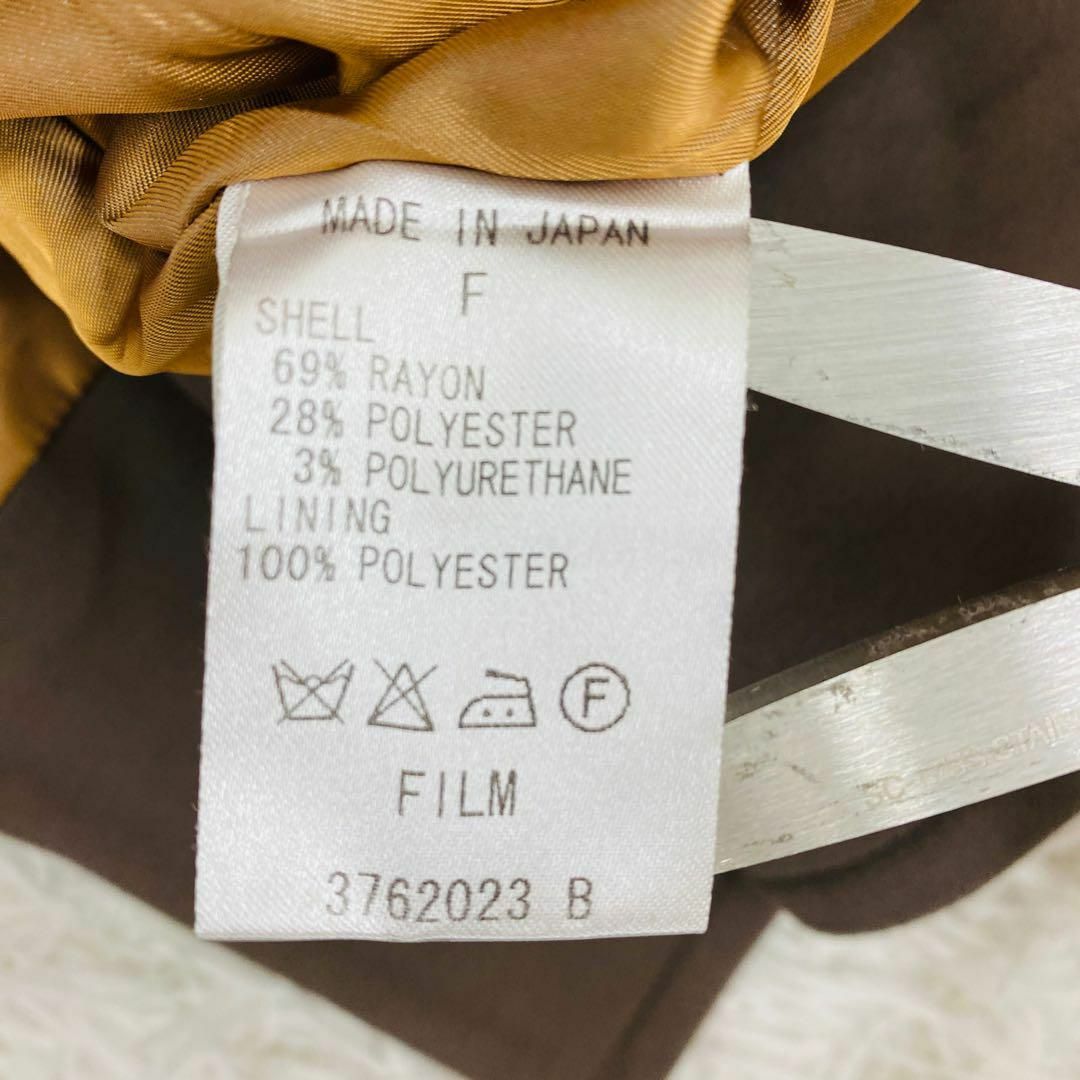 MADE IN JAPAN
F
SHELL
69% RAYON
28% POLYESTER
3% POLYURETHANE
LINING
100% POLYESTER
F
FILM
3762023 B